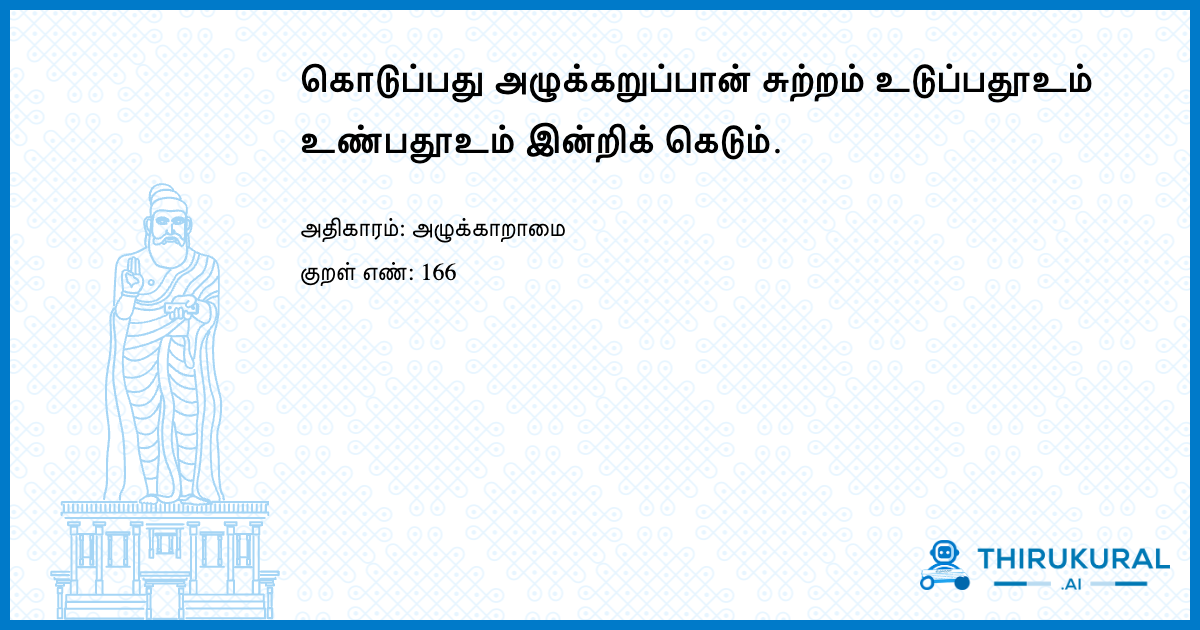 கொடுப்பது அழுக்கறுப்பான் சுற்றம் உடுப்பதூஉம்
உண்பதூஉம் இன்றிக் கெடும்.
அதிகாரம்: அழுக்காறாமை
குறள் எண்: 166
THIRUKURAL
.AI